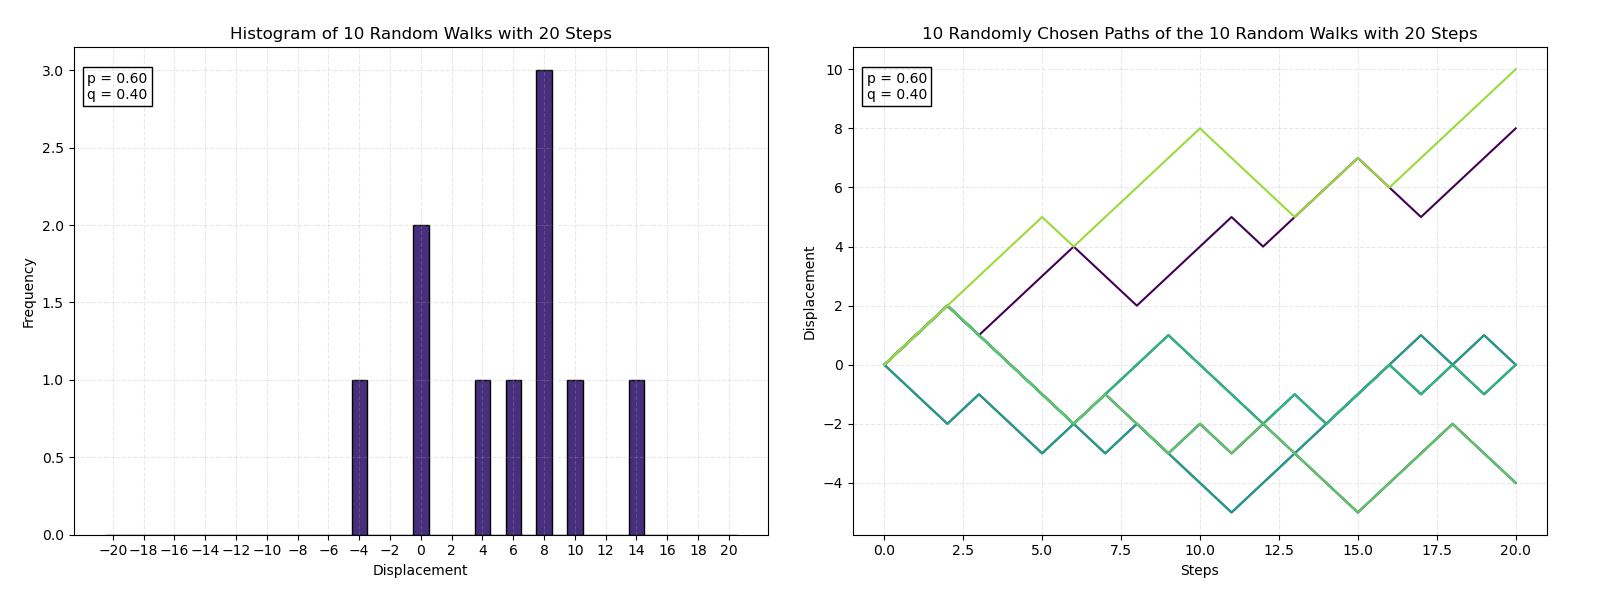 Histogram of 10 Random Walks with 20 Steps
p = 0.60
q = 0.40
Frequency
3.0
2.5
2.0
1.5
1.0
0.5
0.0
−20 −18 −16 −14 −12 −10 −8 −6 −4 −2 0 2 4 6 8 10 12 14 16 18 20
Displacement
10 Randomly Chosen Paths of the 10 Random Walks with 20 Steps
p = 0.60
q = 0.40
Displacement
10
8
6
4
2
0
−2
−4
0.0 2.5 5.0 7.5 10.0 12.5 15.0 17.5 20.0
Steps